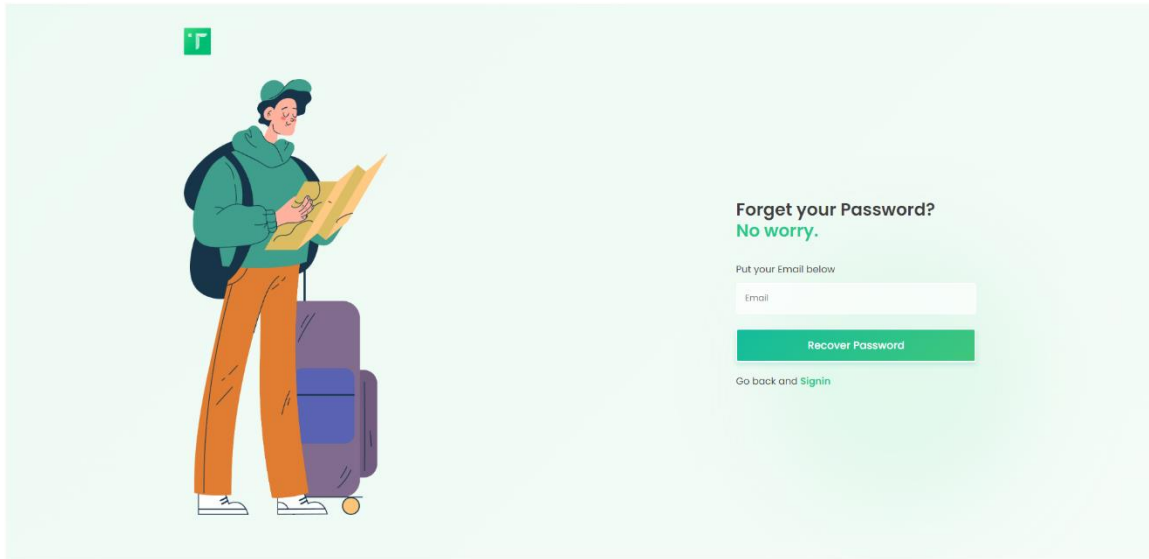 Forget your Password?
No worry.
Put your Email below
Email
Recover Password
Go back and Signin